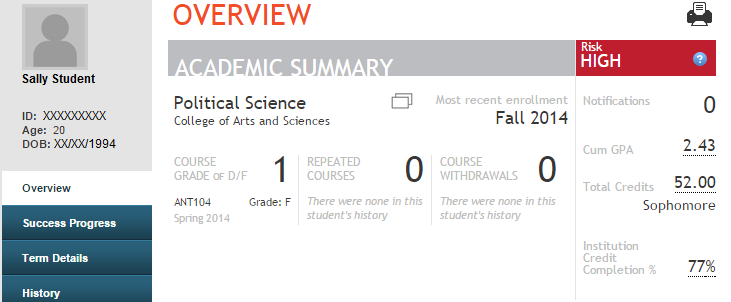 OVERVIEW
Sally Student
ID: XXXXXXXXX
Age: 20
DOB: XX/XX/1994
Overview
Success Progress
Term Details
History
ACADEMIC SUMMARY
Political Science
College of Arts and Sciences
Most recent enrollment
Fall 2014
COURSE
GRADE OF D/F
1
ANT104 Grade: F
Spring 2014
REPEATED
COURSES
0
There were none in this
student's history
COURSE
WITHDRAWALS
0
There were none in this
student's history
Risk
HIGH
?
Notifications 0
Cum GPA 2.43
Total Credits 52.00
Sophomore
Institution
Credit
Completion % 77%